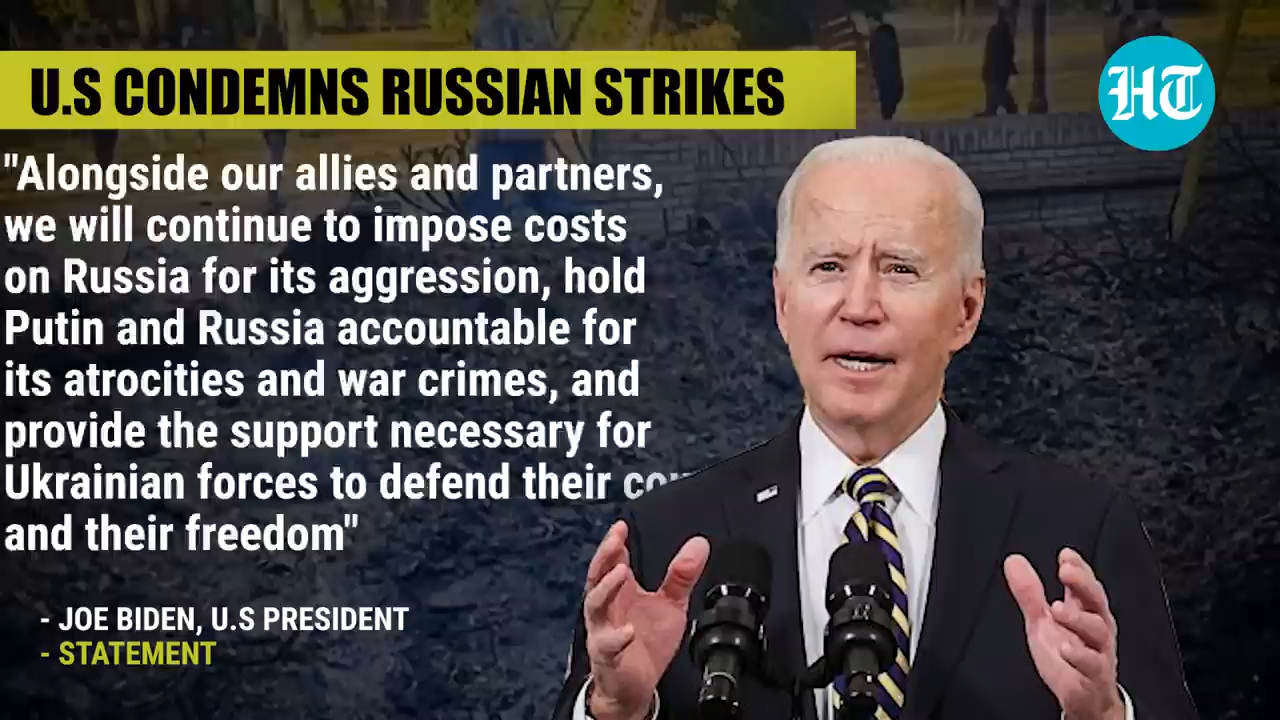 U.S CONDEMNS RUSSIAN STRIKES
HT
"Alongside our allies and partners,
we will continue to impose costs
on Russia for its aggression, hold
Putin and Russia accountable for
its atrocities and war crimes, and
provide the support necessary for
Ukrainian forces to defend their
and their freedom"
- JOE BIDEN, U.S PRESIDENT
- STATEMENT